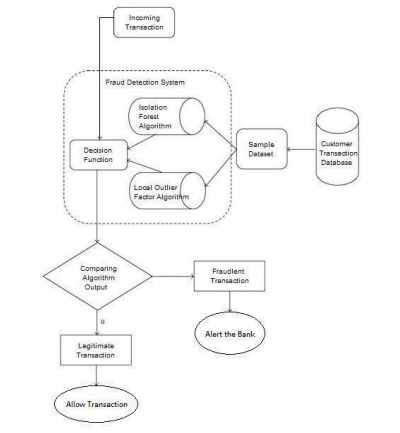 Incoming
Transaction
Fraud Detection System
Isolation
Forest
Algorithm
Decision
Function
Sample
Dataset
Customer
Transaction
Database
Local Outlier
Factor Algorithm
Comparing
Algorithm
Output
Fraudlent
Transaction
0
Alert the Bank
Legitimate
Transaction
Allow Transaction